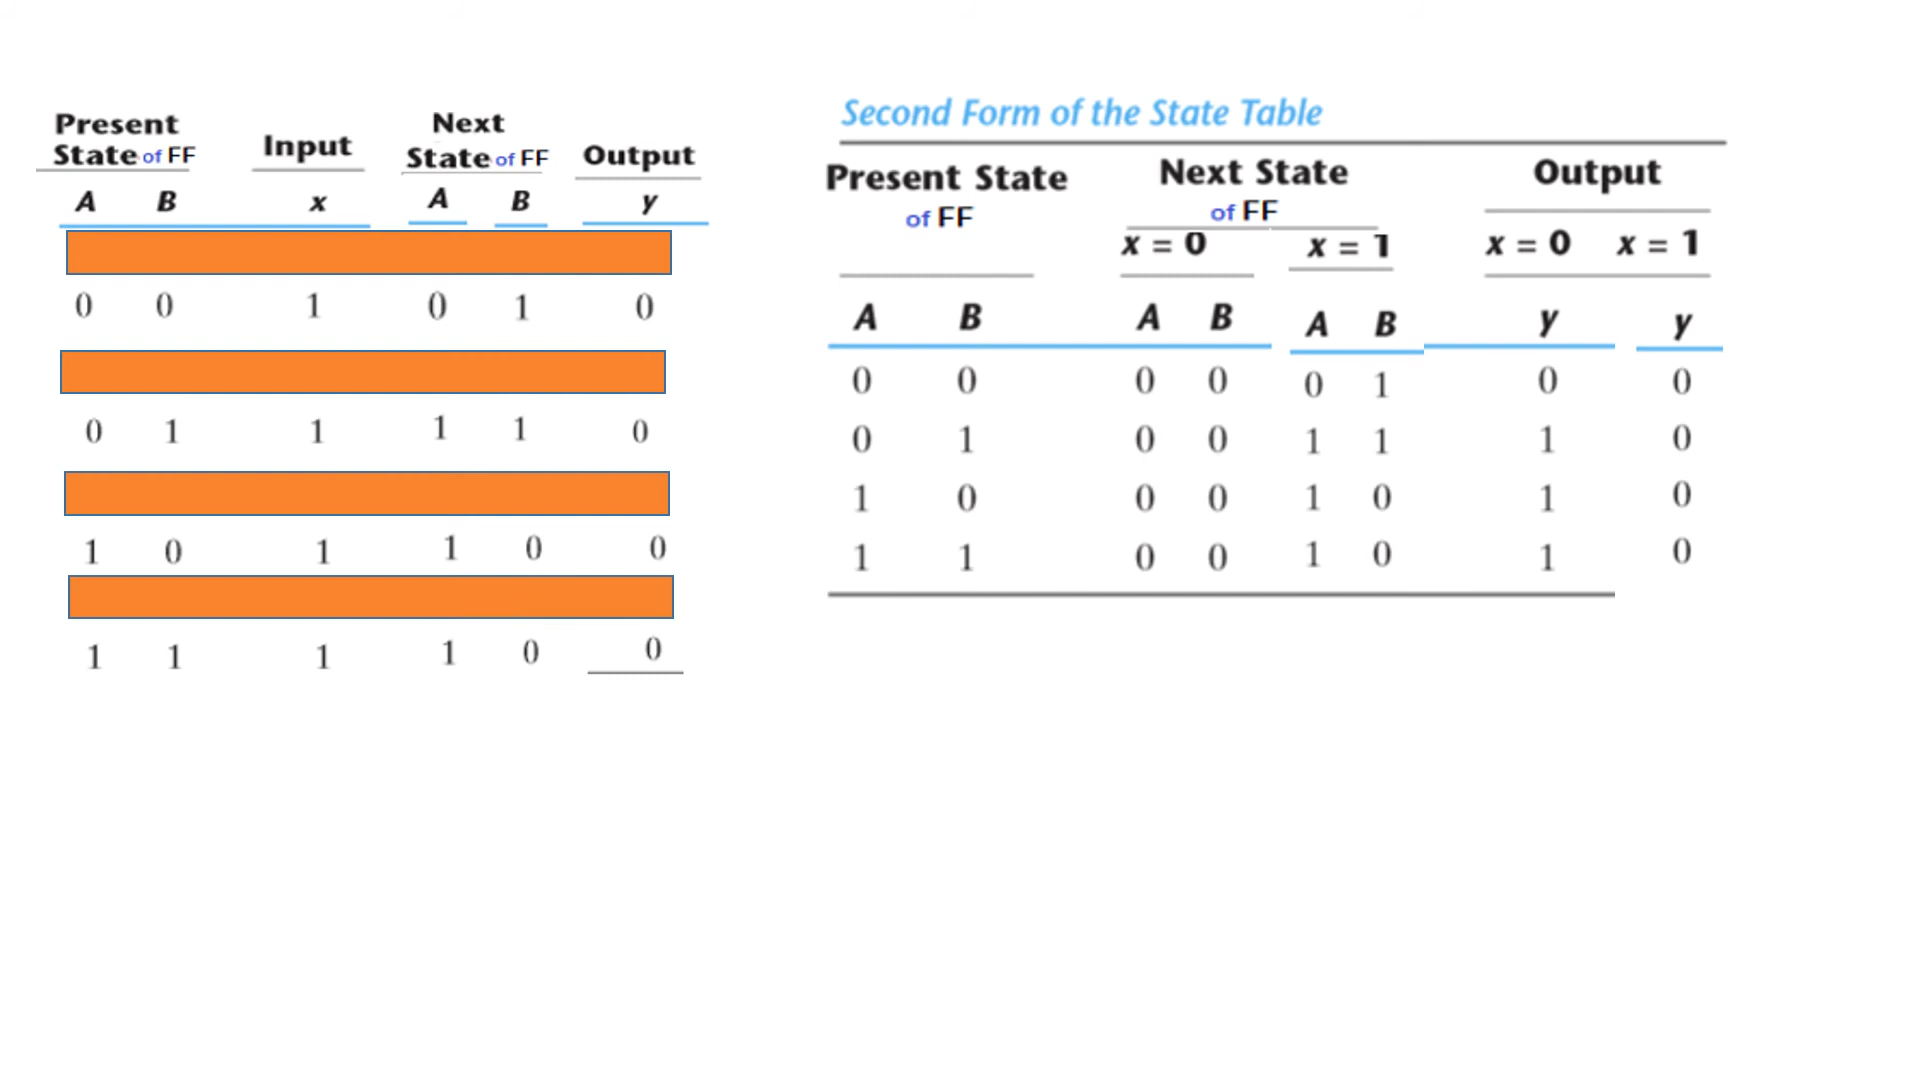 Present State of FF Input Next State of FF Output
A B x A B y
0 0 1 0 1 0
0 1 1 1 1 0
1 0 1 1 0 0
1 1 1 1 0 0
Second Form of the State Table
Present State of FF Next State of FF Output
x = 0 x = 1 x = 0 x = 1
A B A B A B y y
0 0 0 0 0 1 0 0
0 1 0 0 1 1 1 0
1 0 0 0 1 0 1 0
1 1 0 0 1 0 1 0